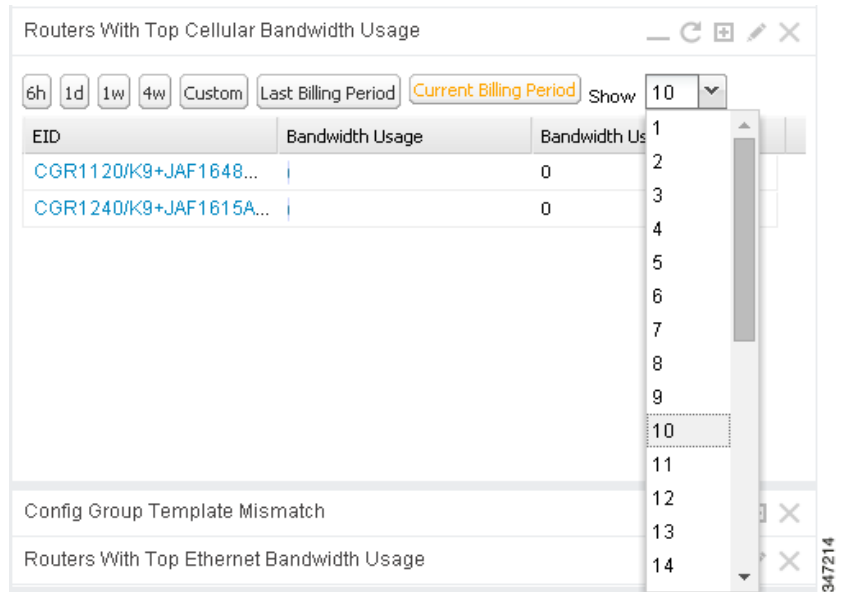 Routers With Top Cellular Bandwidth Usage
6h 1d 1w 4w Custom Last Billing Period Current Billing Period Show 10
EID Bandwidth Usage Bandwidth Us
CGR1120/K9+JAF1648... 0
CGR1240/K9+JAF1615A... 0
1
2
3
4
5
6
7
8
9
10
11
12
13
14
Config Group Template Mismatch
Routers With Top Ethernet Bandwidth Usage
347214